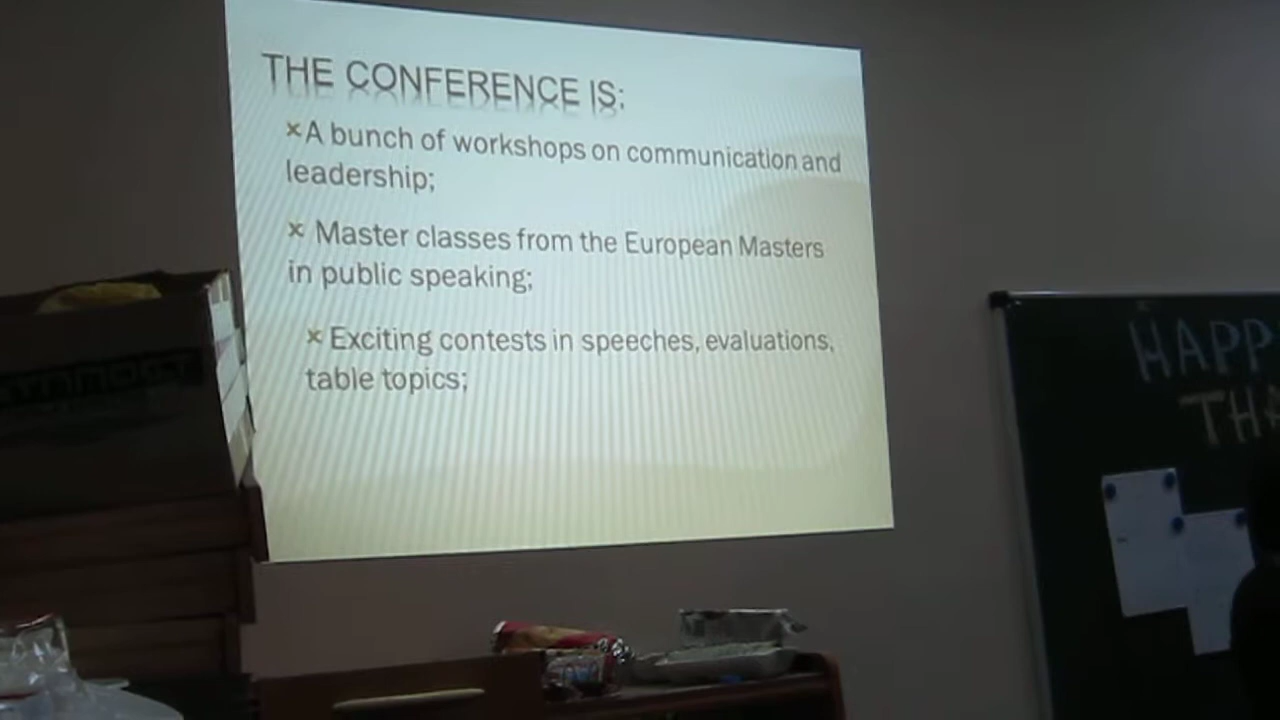 THE CONFERENCE IS:
×A bunch of workshops on communication and
leadership;
× Master classes from the European Masters
in public speaking;
× Exciting contests in speeches, evaluations,
table topics;
HAPP
THA